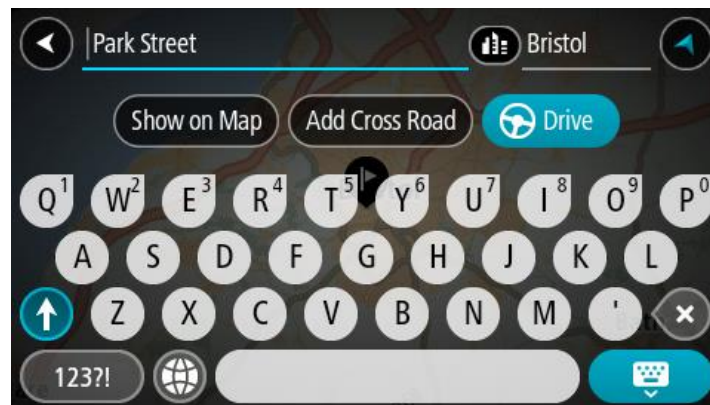 Park Street Bristol
Show on Map Add Cross Road Drive
Q1 W2 E3 R4 T5 Y6 U7 I8 O9 P0
A S D F G H J K L
Z X C V B N M '
123?!